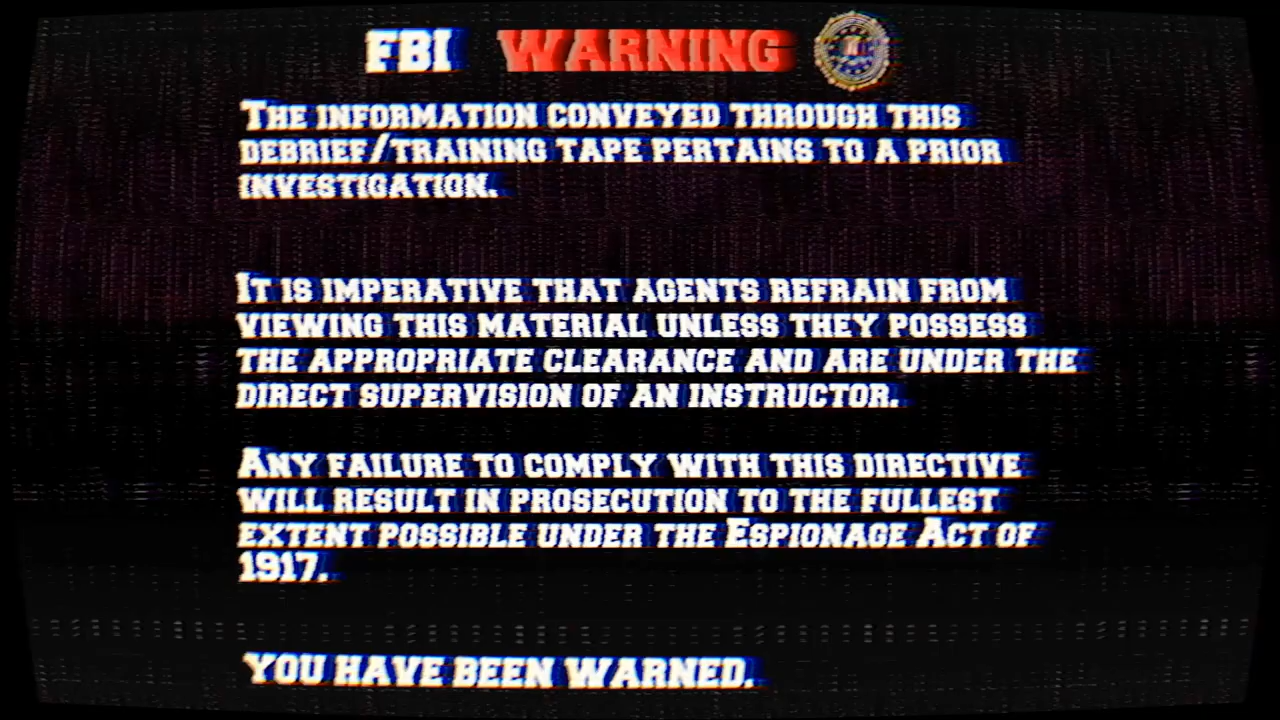 FBI WARNING
The information conveyed through this
debrief/training tape pertains to a prior
investigation.
It is imperative that agents refrain from
viewing this material unless they possess
the appropriate clearance and are under the
direct supervision of an instructor.
Any failure to comply with this directive
will result in prosecution to the fullest
extent possible under the Espionage Act of
1917.
You have been warned.